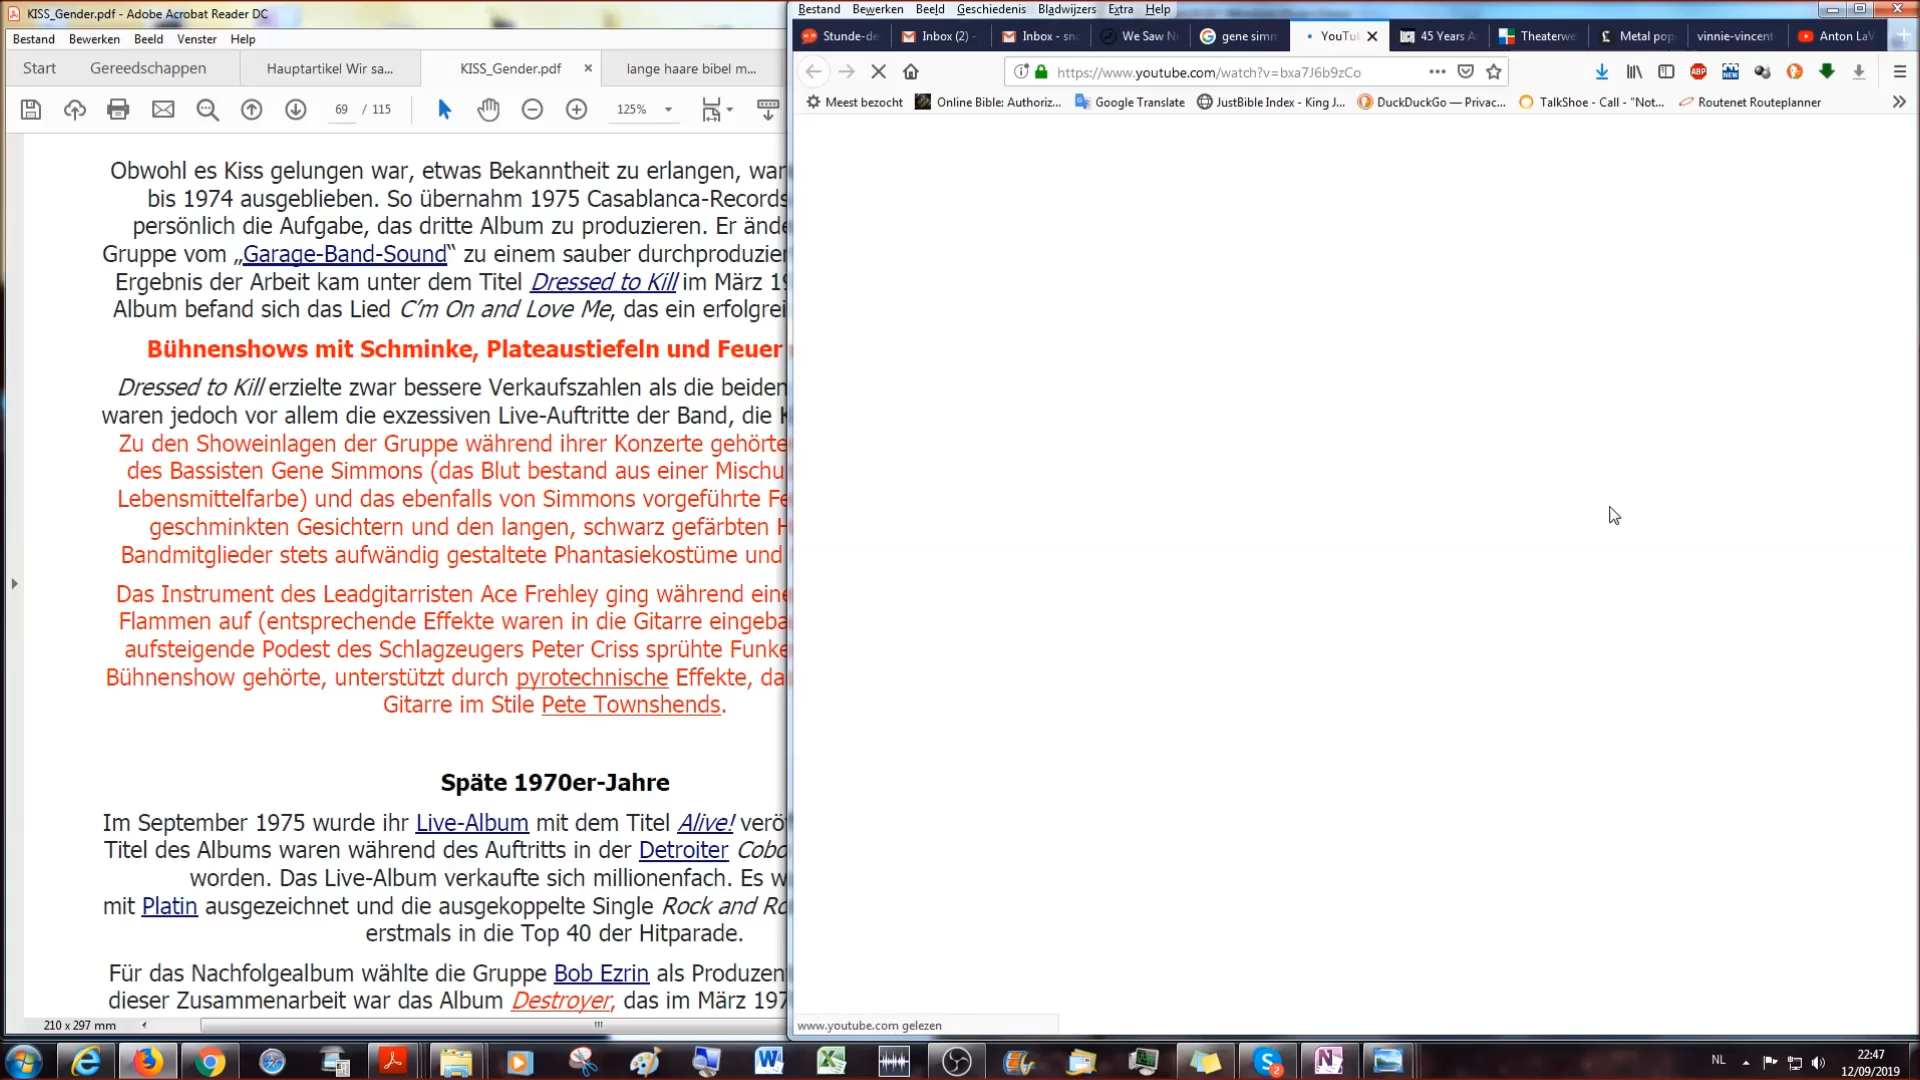 KISS_Gender.pdf - Adobe Acrobat Reader DC
Bestand Bewerken Beeld Venster Help
Start Gereedschappen Hauptartikel Wir sa... KISS_Gender.pdf × lange haare bibel m...
69 / 115 125%
Obwohl es Kiss gelungen war, etwas Bekanntheit zu erlangen, war
bis 1974 ausgeblieben. So übernahm 1975 Casablanca-Records
persönlich die Aufgabe, das dritte Album zu produzieren. Er ände
Gruppe vom „Garage-Band-Sound“ zu einem sauber durchproduzier
Ergebnis der Arbeit kam unter dem Titel Dressed to Kill im März 19
Album befand sich das Lied C’m On and Love Me, das ein erfolgrei
Bühnenshows mit Schminke, Plateaustiefeln und Feuer
Dressed to Kill erzielte zwar bessere Verkaufszahlen als die beiden
waren jedoch vor allem die exzessiven Live-Auftritte der Band, die K
Zu den Showeinlagen der Gruppe während ihrer Konzerte gehörte
des Bassisten Gene Simmons (das Blut bestand aus einer Mischu
Lebensmittelfarbe) und das ebenfalls von Simmons vorgeführte Fe
geschminkten Gesichtern und den langen, schwarz gefärbten H
Bandmitglieder stets aufwändig gestaltete Phantasiekostüme und
Das Instrument des Leadgitarristen Ace Frehley ging während eine
Flammen auf (entsprechende Effekte waren in die Gitarre eingeba
aufsteigende Podest des Schlagzeugers Peter Criss sprühte Funke
Bühnenshow gehörte, unterstützt durch pyrotechnische Effekte, da
Gitarre im Stile Pete Townshends.
Späte 1970er-Jahre
Im September 1975 wurde ihr Live-Album mit dem Titel Alive! verö
Titel des Albums waren während des Auftritts in der Detroiter Cobo
worden. Das Live-Album verkaufte sich millionenfach. Es w
mit Platin ausgezeichnet und die ausgekoppelte Single Rock and Ro
erstmals in die Top 40 der Hitparade.
Für das Nachfolgealbum wählte die Gruppe Bob Ezrin als Produzen
dieser Zusammenarbeit war das Album Destroyer, das im März 197
210 x 297 mm
Bestand Bewerken Beeld Geschiedenis Bladwijzers Extra Help
Stunde-de Inbox (2) - Inbox - sn We Saw N gene simm YouTu 45 Years A Theaterwe Metal pop vinnie-vincent Anton LaV
https://www.youtube.com/watch?v=bxa7J6b9zCo
Meest bezocht Online Bible: Authoriz... Google Translate JustBible Index - King J... DuckDuckGo — Privac... TalkShoe - Call - "Not... Routenet Routeplanner
www.youtube.com gelezen
NL 22:47
12/09/2019